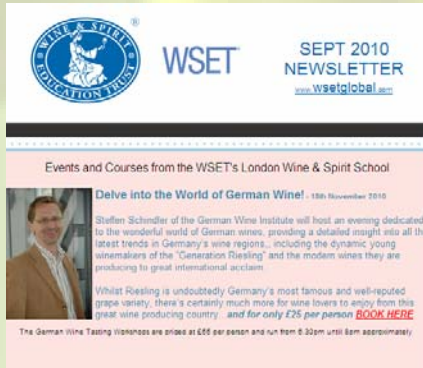 WINE & SPIRIT
EDUCATION TRUST
®
WSET
SEPT 2010
NEWSLETTER
www.wsetglobal.com
Events and Courses from the WSET's London Wine & Spirit School
Delve into the World of German Wine! - 18th November 2010
Steffen Schindler of the German Wine Institute will host an evening dedicated
to the wonderful world of German wines, providing a detailed insight into all the
latest trends in Germany's wine regions,, including the dynamic young
winemakers of the "Generation Riesling" and the modern wines they are
producing to great international acclaim.
Whilst Riesling is undoubtedly Germany's most famous and well-reputed
grape variety, there's certainly much more for wine lovers to enjoy from this
great wine producing country...and for only £25 per person BOOK HERE
The German Wine Tasting Workshops are priced at per person and run from 6.30pm until 8pm approximately